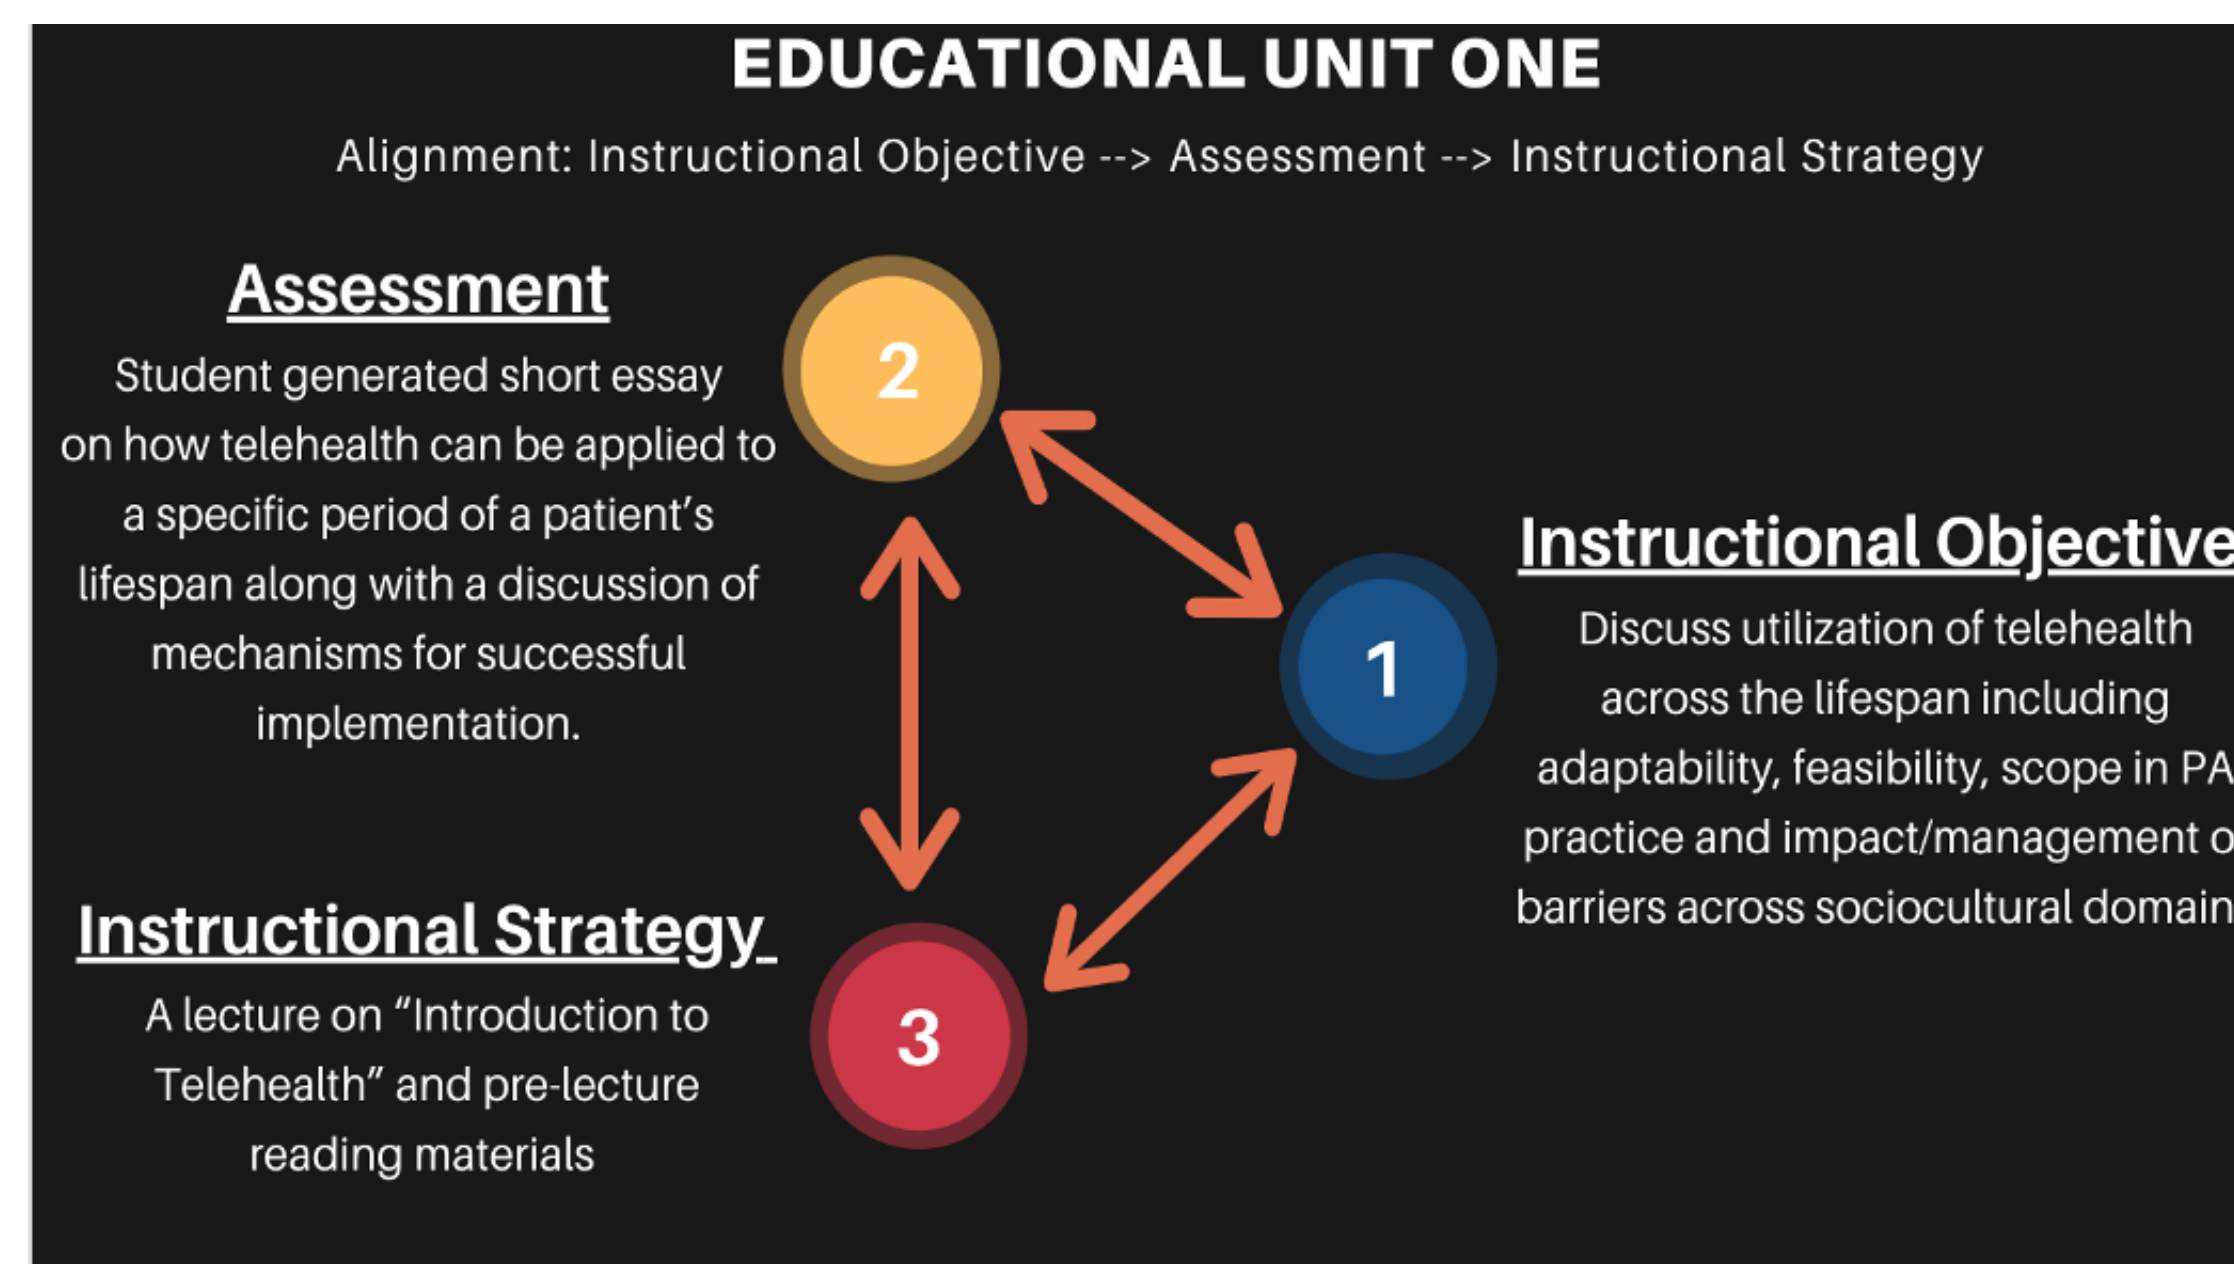 EDUCATIONAL UNIT ONE
Alignment: Instructional Objective --> Assessment --> Instructional Strategy
Assessment
Student generated short essay
on how telehealth can be applied to
a specific period of a patient’s
lifespan along with a discussion of
mechanisms for successful
implementation.
2
1
Instructional Objective
Discuss utilization of telehealth
across the lifespan including
adaptability, feasibility, scope in PA
practice and impact/management o
barriers across sociocultural domain
Instructional Strategy
A lecture on “Introduction to
Telehealth” and pre-lecture
reading materials
3